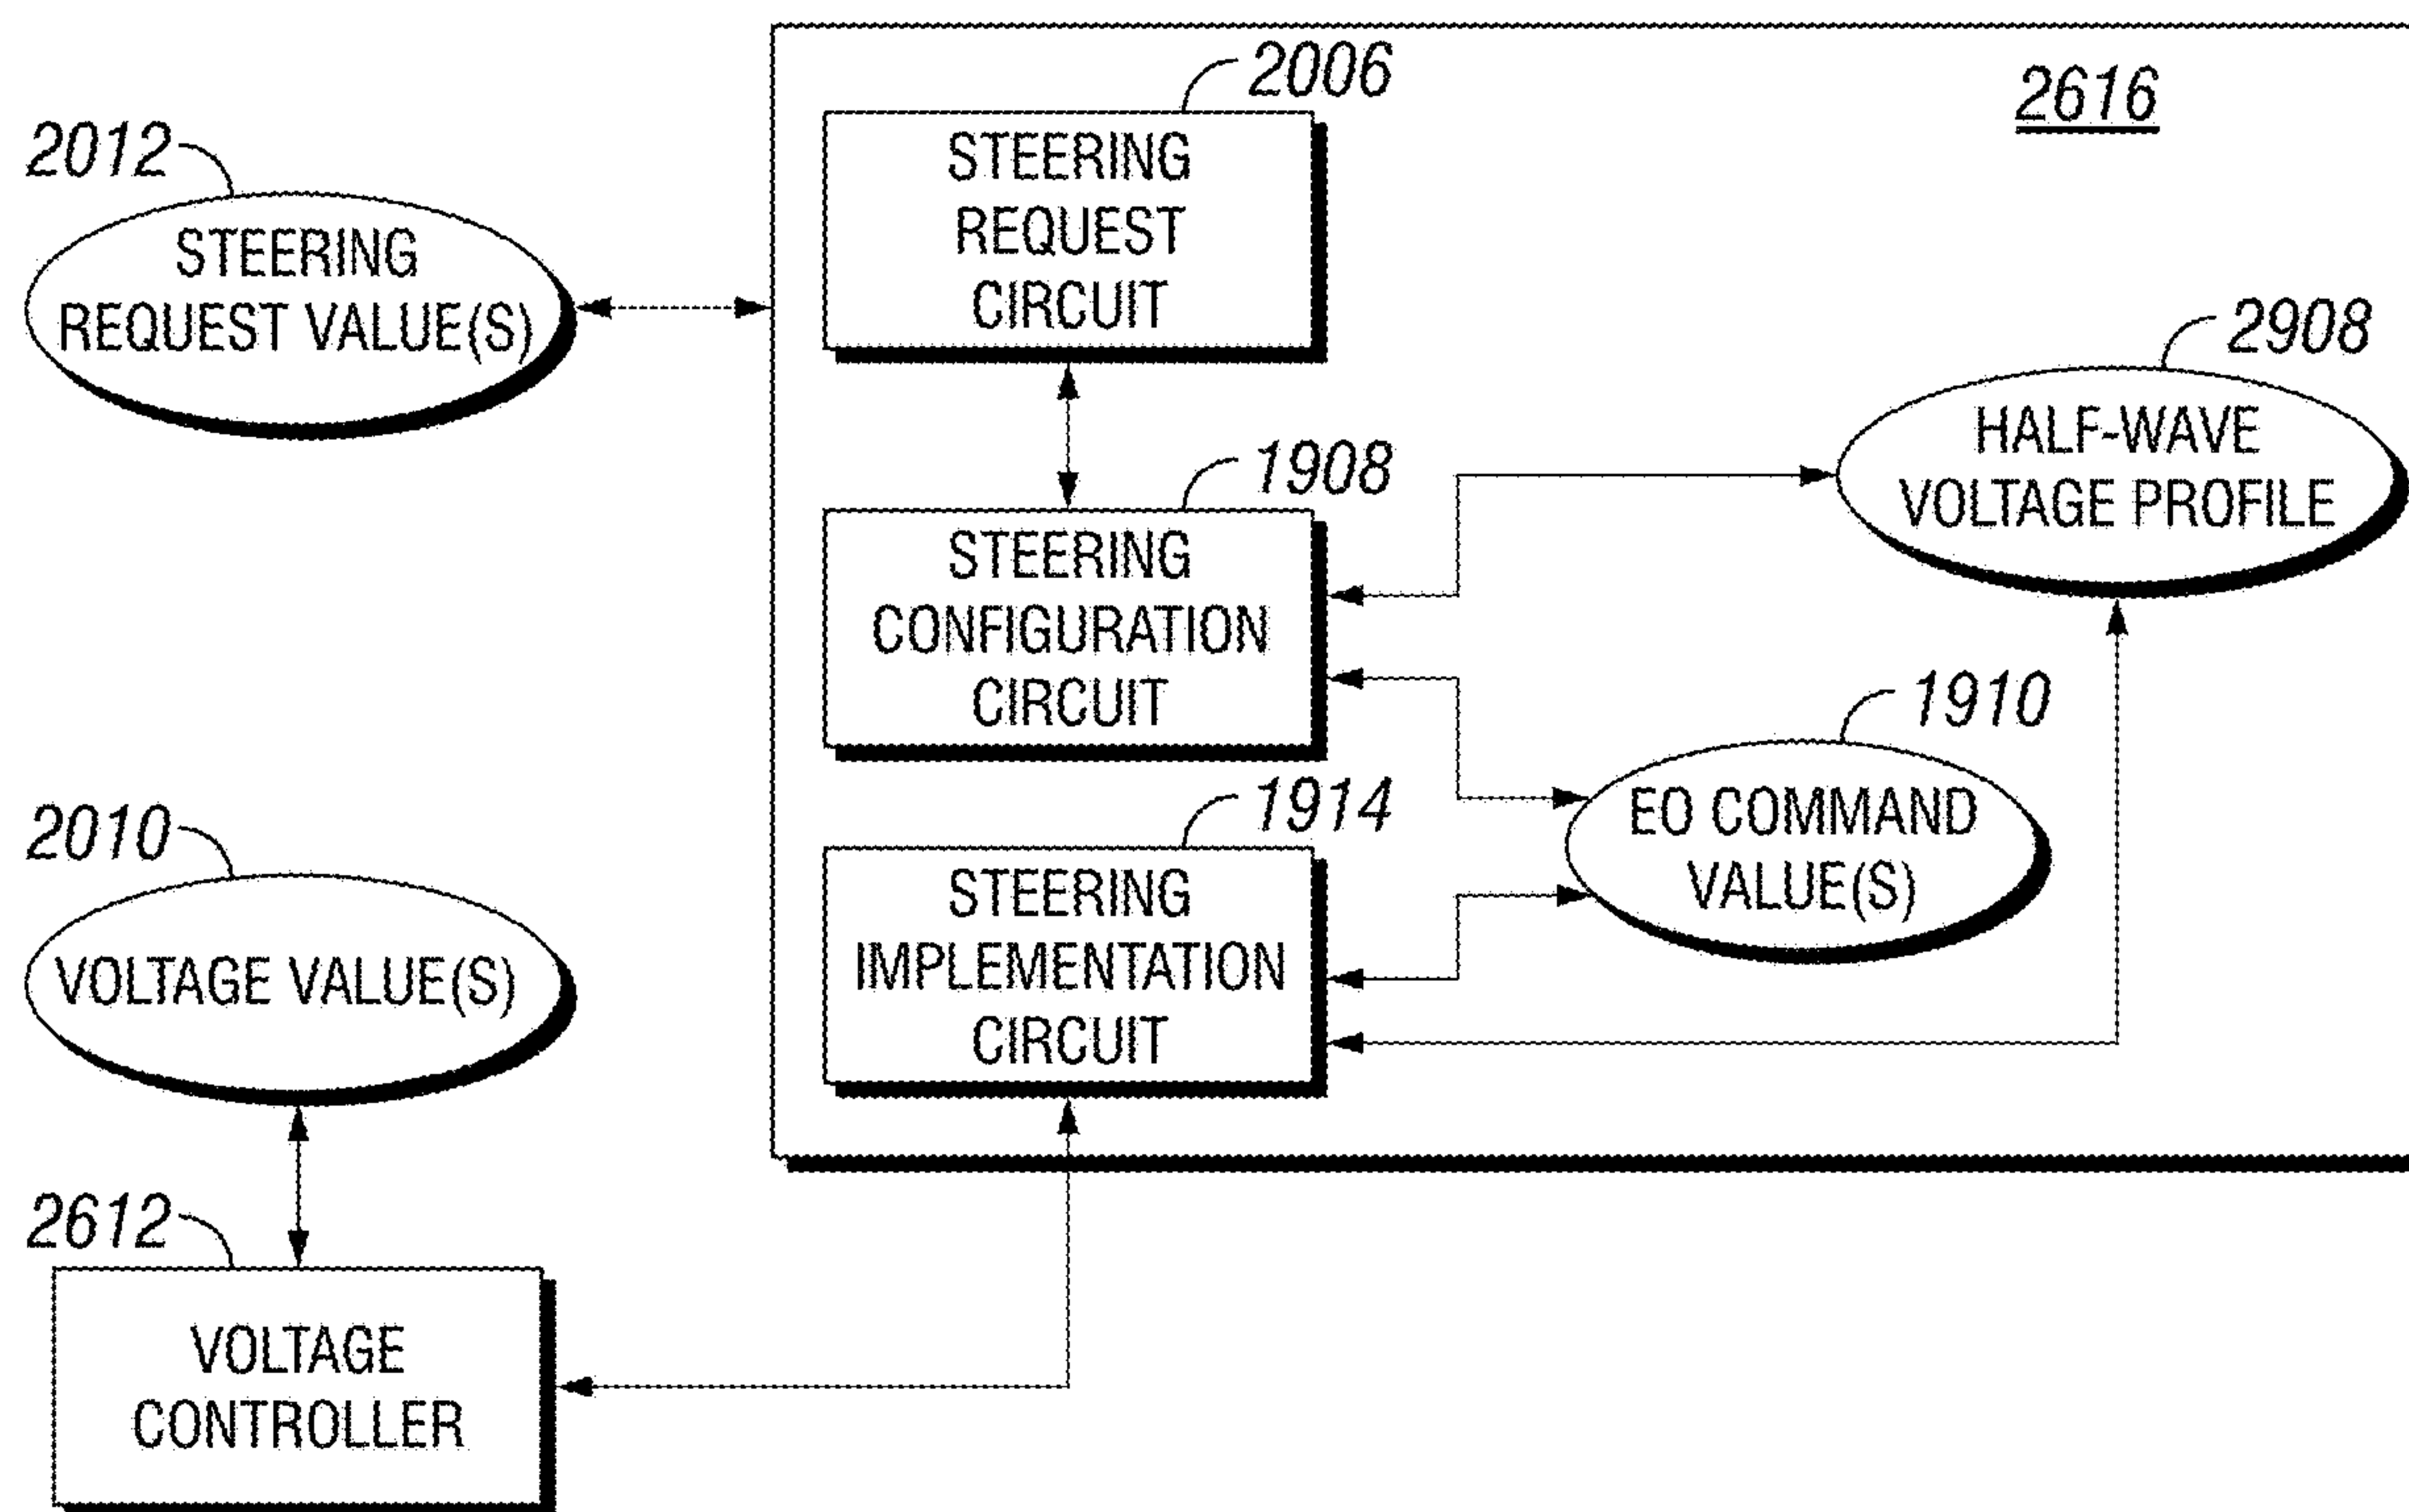 2616
2006
STEERING
REQUEST
CIRCUIT
2012
STEERING
REQUEST VALUE(S)
2908
HALF-WAVE
VOLTAGE PROFILE
1908
STEERING
CONFIGURATION
CIRCUIT
1910
EO COMMAND
VALUE(S)
1914
STEERING
IMPLEMENTATION
CIRCUIT
2010
VOLTAGE VALUE(S)
2612
VOLTAGE
CONTROLLER